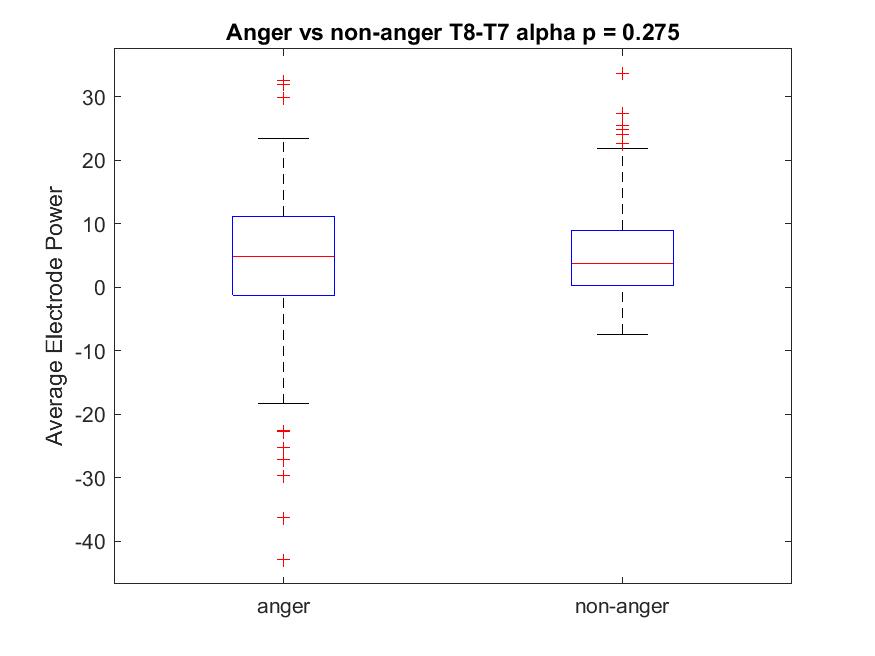 Anger vs non-anger T8-T7 alpha p = 0.275
Average Electrode Power
30
20
10
0
-10
-20
-30
-40
anger
non-anger